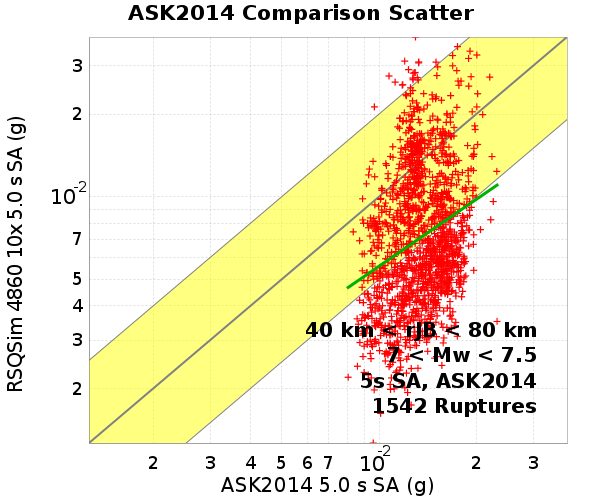 ASK2014 Comparison Scatter
RSQSim 4860 10x 5.0 s SA (g)
3
2
10-2
7
5
4
3
2
40 km < rJB < 80 km
7 < Mw < 7.5
5s SA, ASK2014
1542 Ruptures
2 3 4 5 6 7 10-2 2 3
ASK2014 5.0 s SA (g)